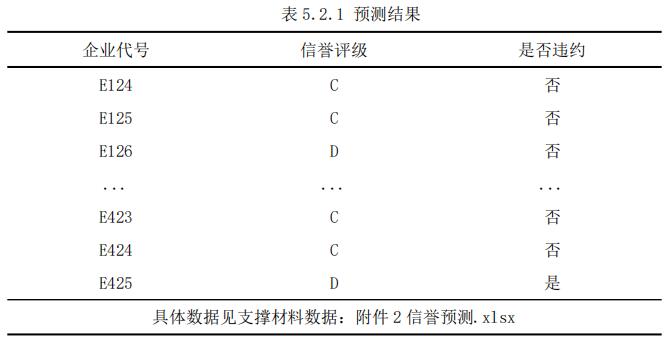 表5.2.1 预测结果
企业代号 信誉评级 是否违约
E124 C 否
E125 C 否
E126 D 否
... ... ...
E423 C 否
E424 C 否
E425 D 是
具体数据见支撑材料数据：附件2信誉预测.xlsx